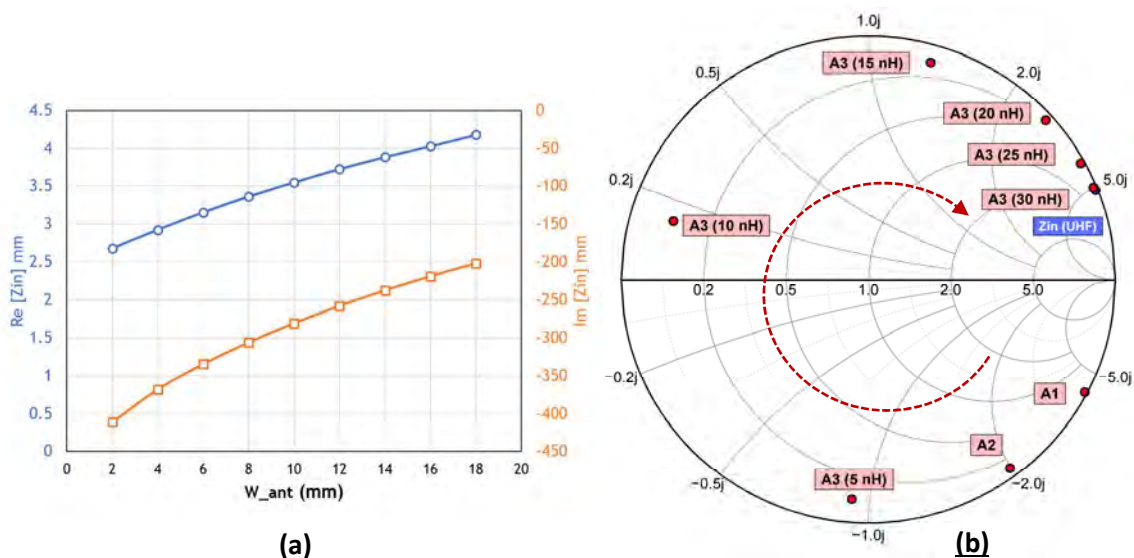 4.5
4
3.5
3
2.5
2
1.5
1
0.5
0
Re [Zin] mm
0
-50
-100
-150
-200
-250
-300
-350
-400
-450
Im [Zin] mm
0 2 4 6 8 10 12 14 16 18 20
W_ant (mm)
(a)
1.0j
A3 (15 nH)
0.5j
2.0j
A3 (20 nH)
A3 (25 nH)
0.2j
5.0j
A3 (30 nH)
A3 (10 nH)
Zin (UHF)
0.2 0.5 1.0 2.0 5.0
−0.2j
−5.0j
A1
A2
A3 (5 nH)
−0.5j
−2.0j
−1.0j
(b)